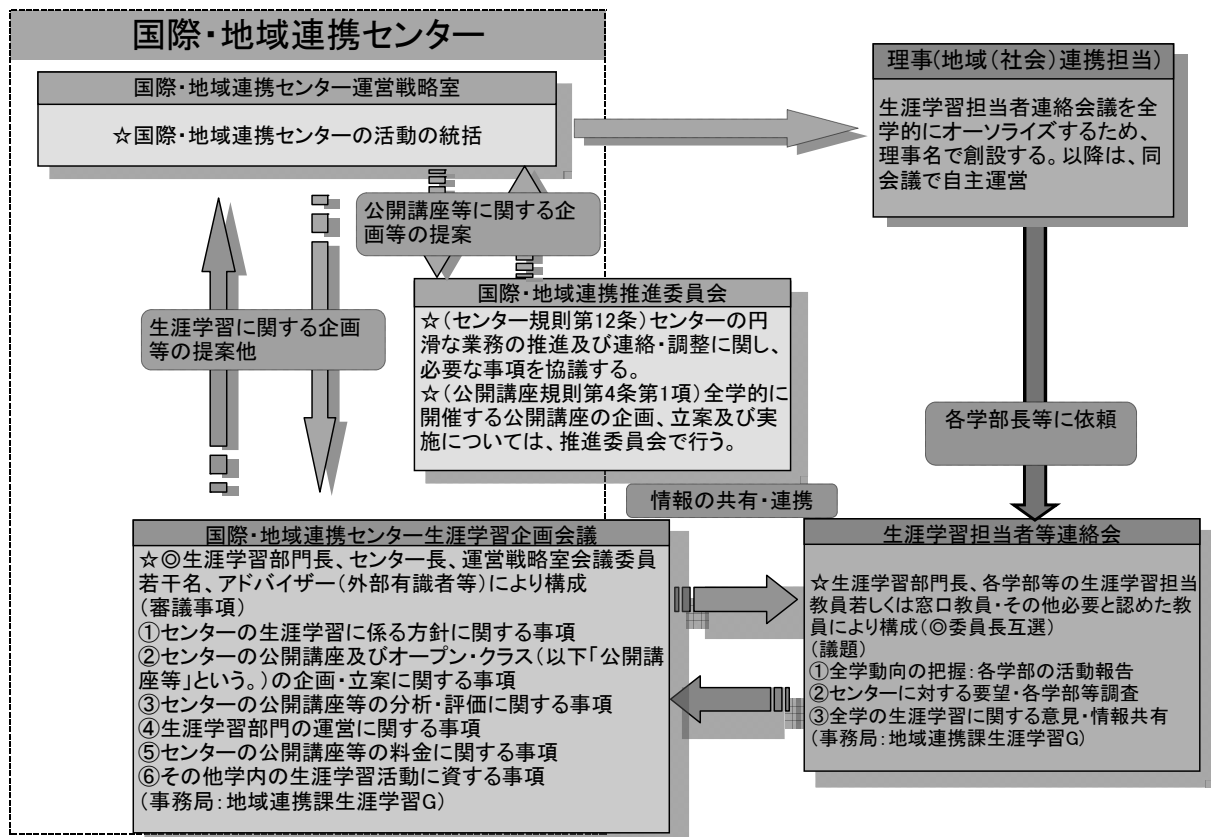 国際・地域連携センター
国際・地域連携センター運営戦略室
☆国際・地域連携センターの活動の統括
理事(地域(社会)連携担当)
生涯学習担当者連絡会議を全
学的にオーソライズするため、
理事名で創設する。以降は、同
会議で自主運営
公開講座等に関する企
画等の提案
生涯学習に関する企画
等の提案他
国際・地域連携推進委員会
☆(センター規則第12条)センターの円
滑な業務の推進及び連絡・調整に関し、
必要な事項を協議する。
☆(公開講座規則第4条第1項)全学的に
開催する公開講座の企画、立案及び実
施については、推進委員会で行う。
各学部長等に依頼
情報の共有・連携
国際・地域連携センター生涯学習企画会議
☆◎生涯学習部門長、センター長、運営戦略室会議委員
若干名、アドバイザー(外部有識者等)により構成
(審議事項)
①センターの生涯学習に係る方針に関する事項
②センターの公開講座及びオープン・クラス(以下「公開講
座等」という。)の企画・立案に関する事項
③センターの公開講座等の分析・評価に関する事項
④生涯学習部門の運営に関する事項
⑤センターの公開講座等の料金に関する事項
⑥その他学内の生涯学習活動に資する事項
(事務局:地域連携課生涯学習G)
生涯学習担当者等連絡会
☆生涯学習部門長、各学部等の生涯学習担当
教員若しくは窓口教員・その他必要と認めた教
員により構成(◎委員長互選)
(議題)
①全学動向の把握:各学部の活動報告
②センターに対する要望・各学部等調査
③全学の生涯学習に関する意見・情報共有
(事務局:地域連携課生涯学習G)